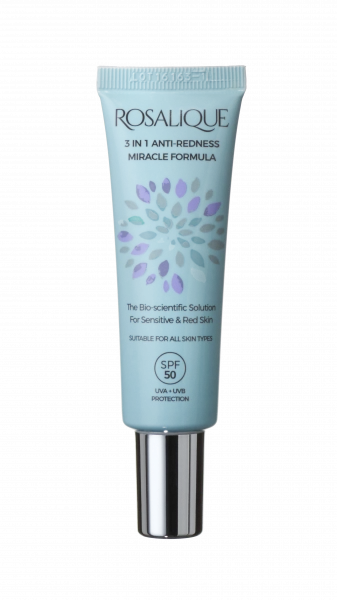 ROSALIQUE
3 IN 1 ANTI-REDNESS
MIRACLE FORMULA
The Bio-scientific Solution
For Sensitive & Red Skin
SUITABLE FOR ALL SKIN TYPES
SPF
50
UVA + UVB
PROTECTION